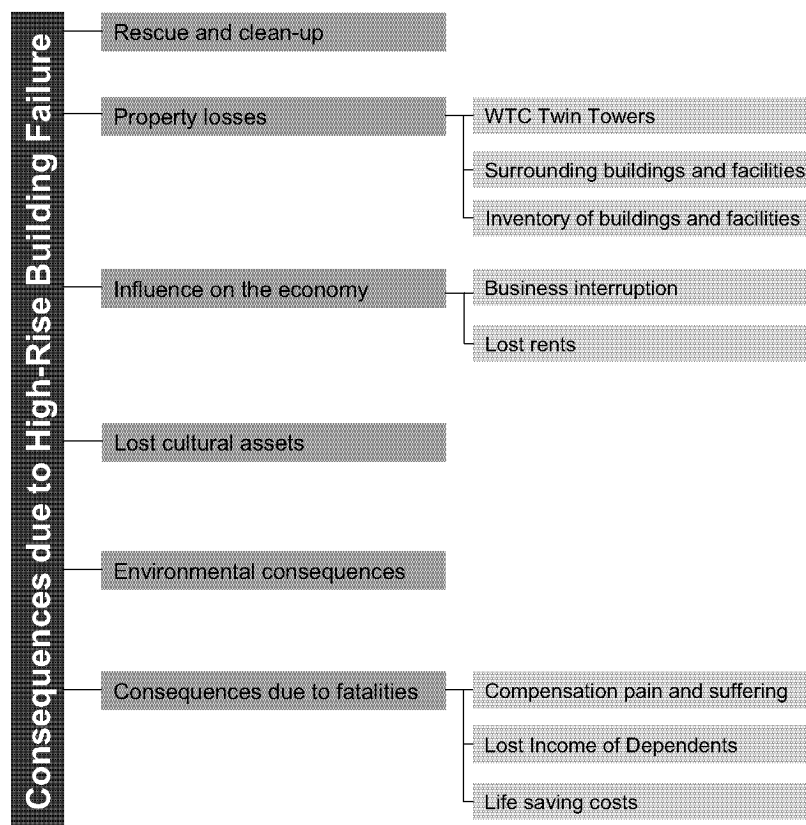 Consequences due to High-Rise Building Failure
Rescue and clean-up
Property losses
WTC Twin Towers
Surrounding buildings and facilities
Inventory of buildings and facilities
Influence on the economy
Business interruption
Lost rents
Lost cultural assets
Environmental consequences
Consequences due to fatalities
Compensation pain and suffering
Lost Income of Dependents
Life saving costs